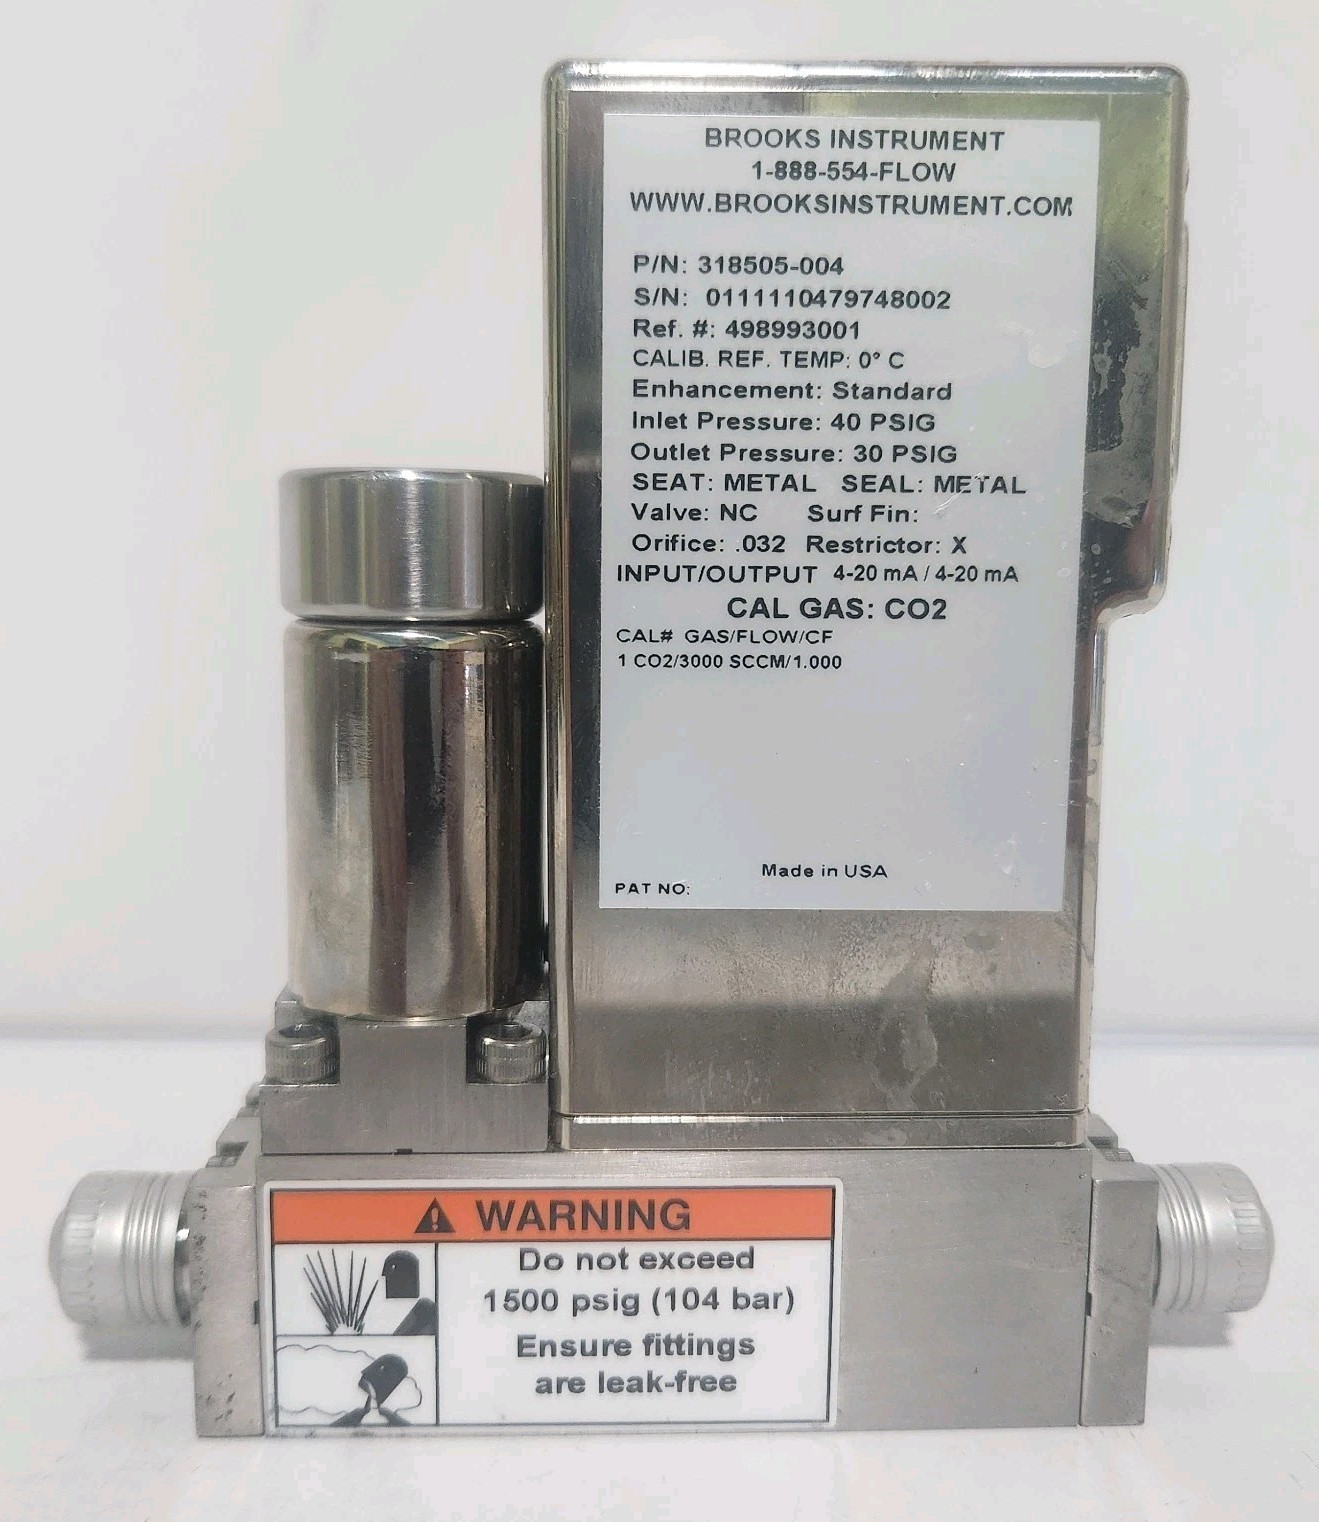 BROOKS INSTRUMENT
1-888-554-FLOW
WWW.BROOKSINSTRUMENT.COM
P/N: 318505-004
S/N: 0111110479748002
Ref. #: 498993001
CALIB. REF. TEMP: 0° C
Enhancement: Standard
Inlet Pressure: 40 PSIG
Outlet Pressure: 30 PSIG
SEAT: METAL SEAL: METAL
Valve: NC Surf Fin:
Orifice: .032 Restrictor: X
INPUT/OUTPUT 4-20 mA / 4-20 mA
CAL GAS: CO2
CAL# GAS/FLOW/CF
1 CO2/3000 SCCM/1.000
Made in USA
PAT NO:
WARNING
Do not exceed
1500 psig (104 bar)
Ensure fittings
are leak-free